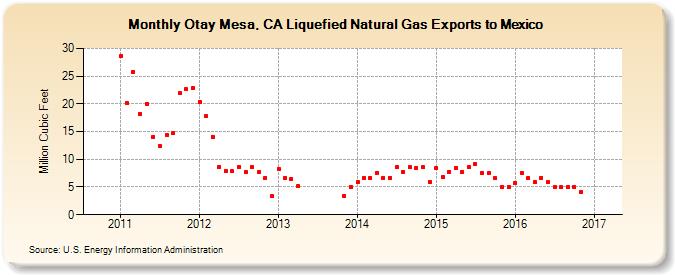 Monthly Otay Mesa, CA Liquefied Natural Gas Exports to Mexico
Million Cubic Feet
30
25
20
15
10
5
0
2011 2012 2013 2014 2015 2016 2017
Source: U.S. Energy Information Administration